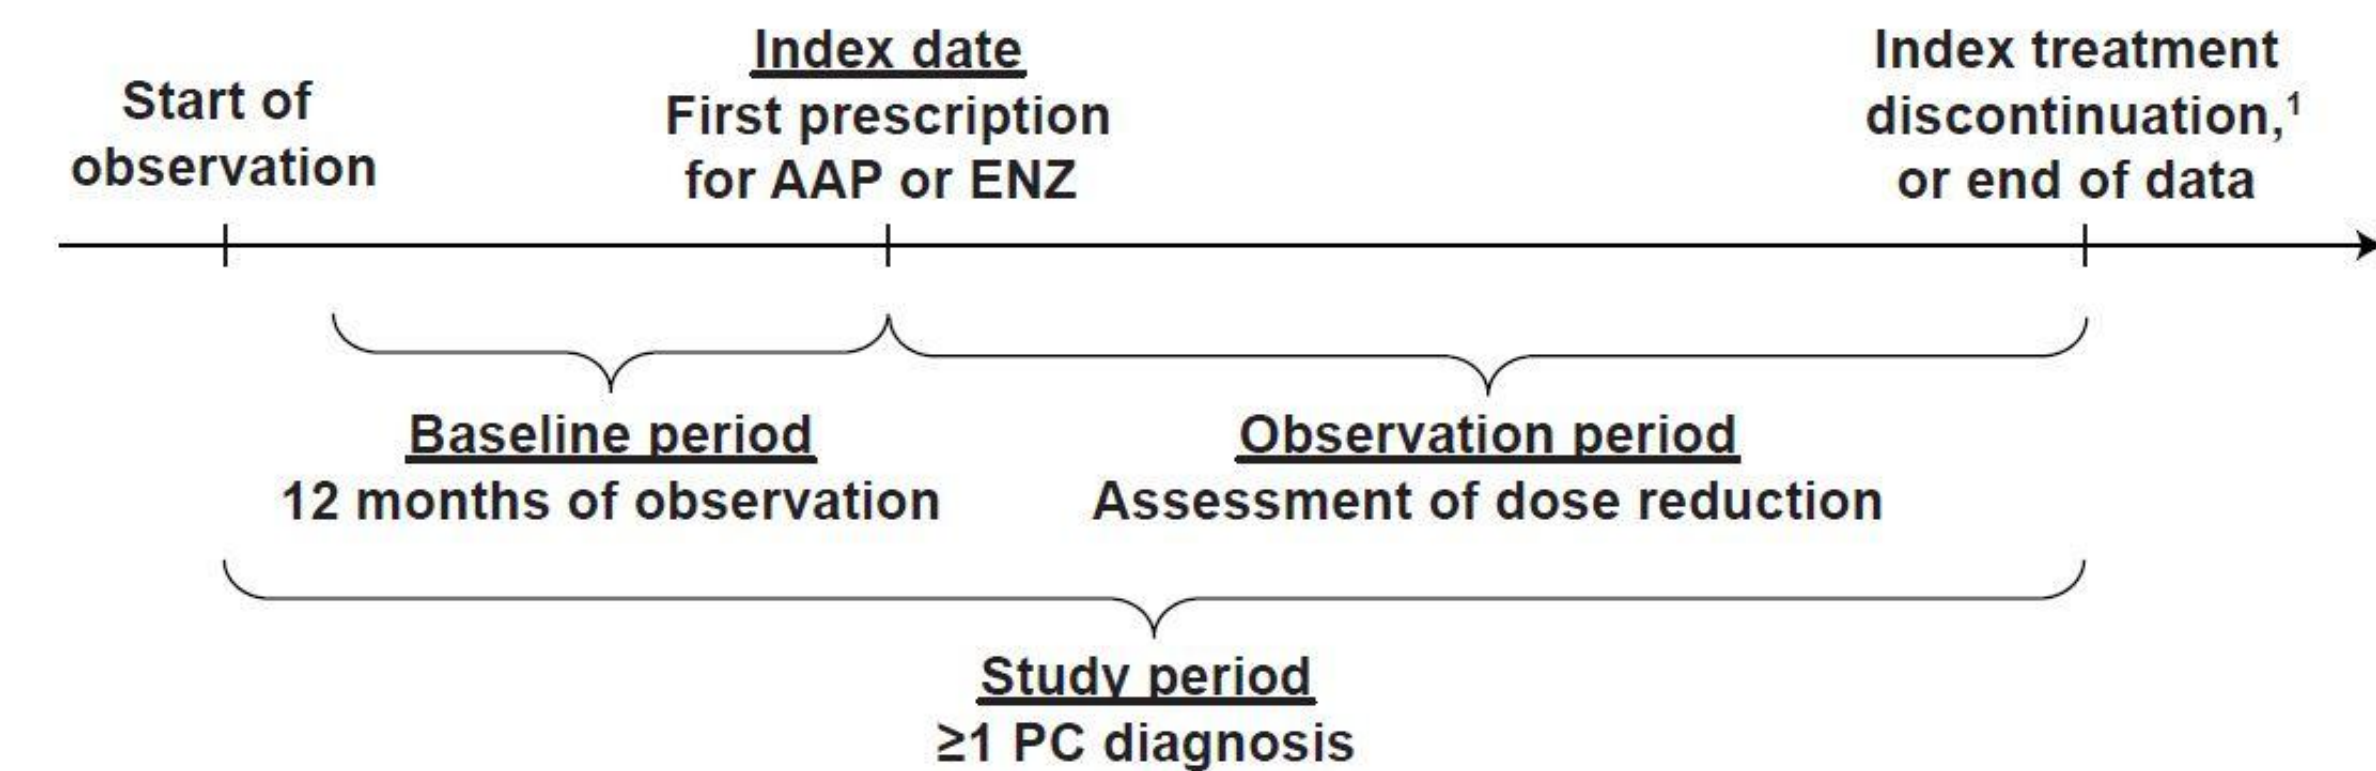 Start of
observation
Index date
First prescription
for AAP or ENZ
Index treatment
discontinuation,¹
or end of data
Baseline period
12 months of observation
Observation period
Assessment of dose reduction
Study period
≥1 PC diagnosis